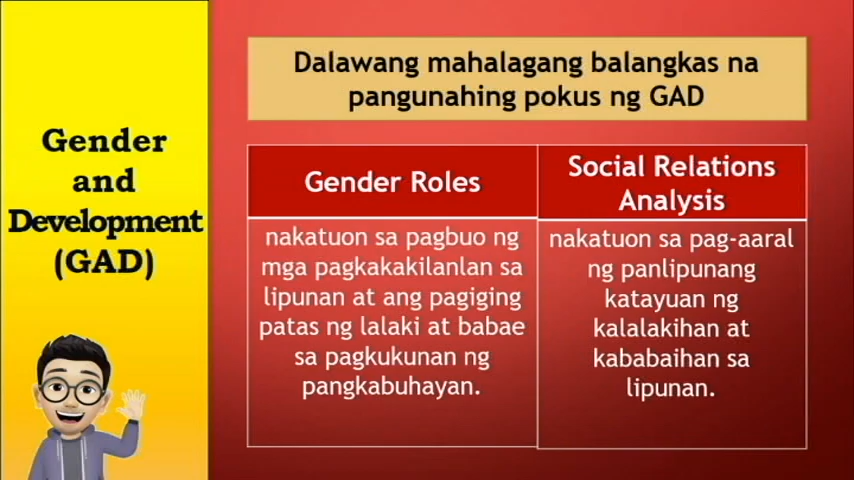 Gender
and
Development
(GAD)
Dalawang mahalagang balangkas na
pangunahing pokus ng GAD
Gender Roles
nakatuon sa pagbuo ng
mga pagkakakilanlan sa
lipunan at ang pagiging
patas ng lalaki at babae
sa pagkukunan ng
pangkabuhayan.
Social Relations
Analysis
nakatuon sa pag-aaral
ng panlipunang
katayuan ng
kalalakihan at
kababaihan sa
lipunan.